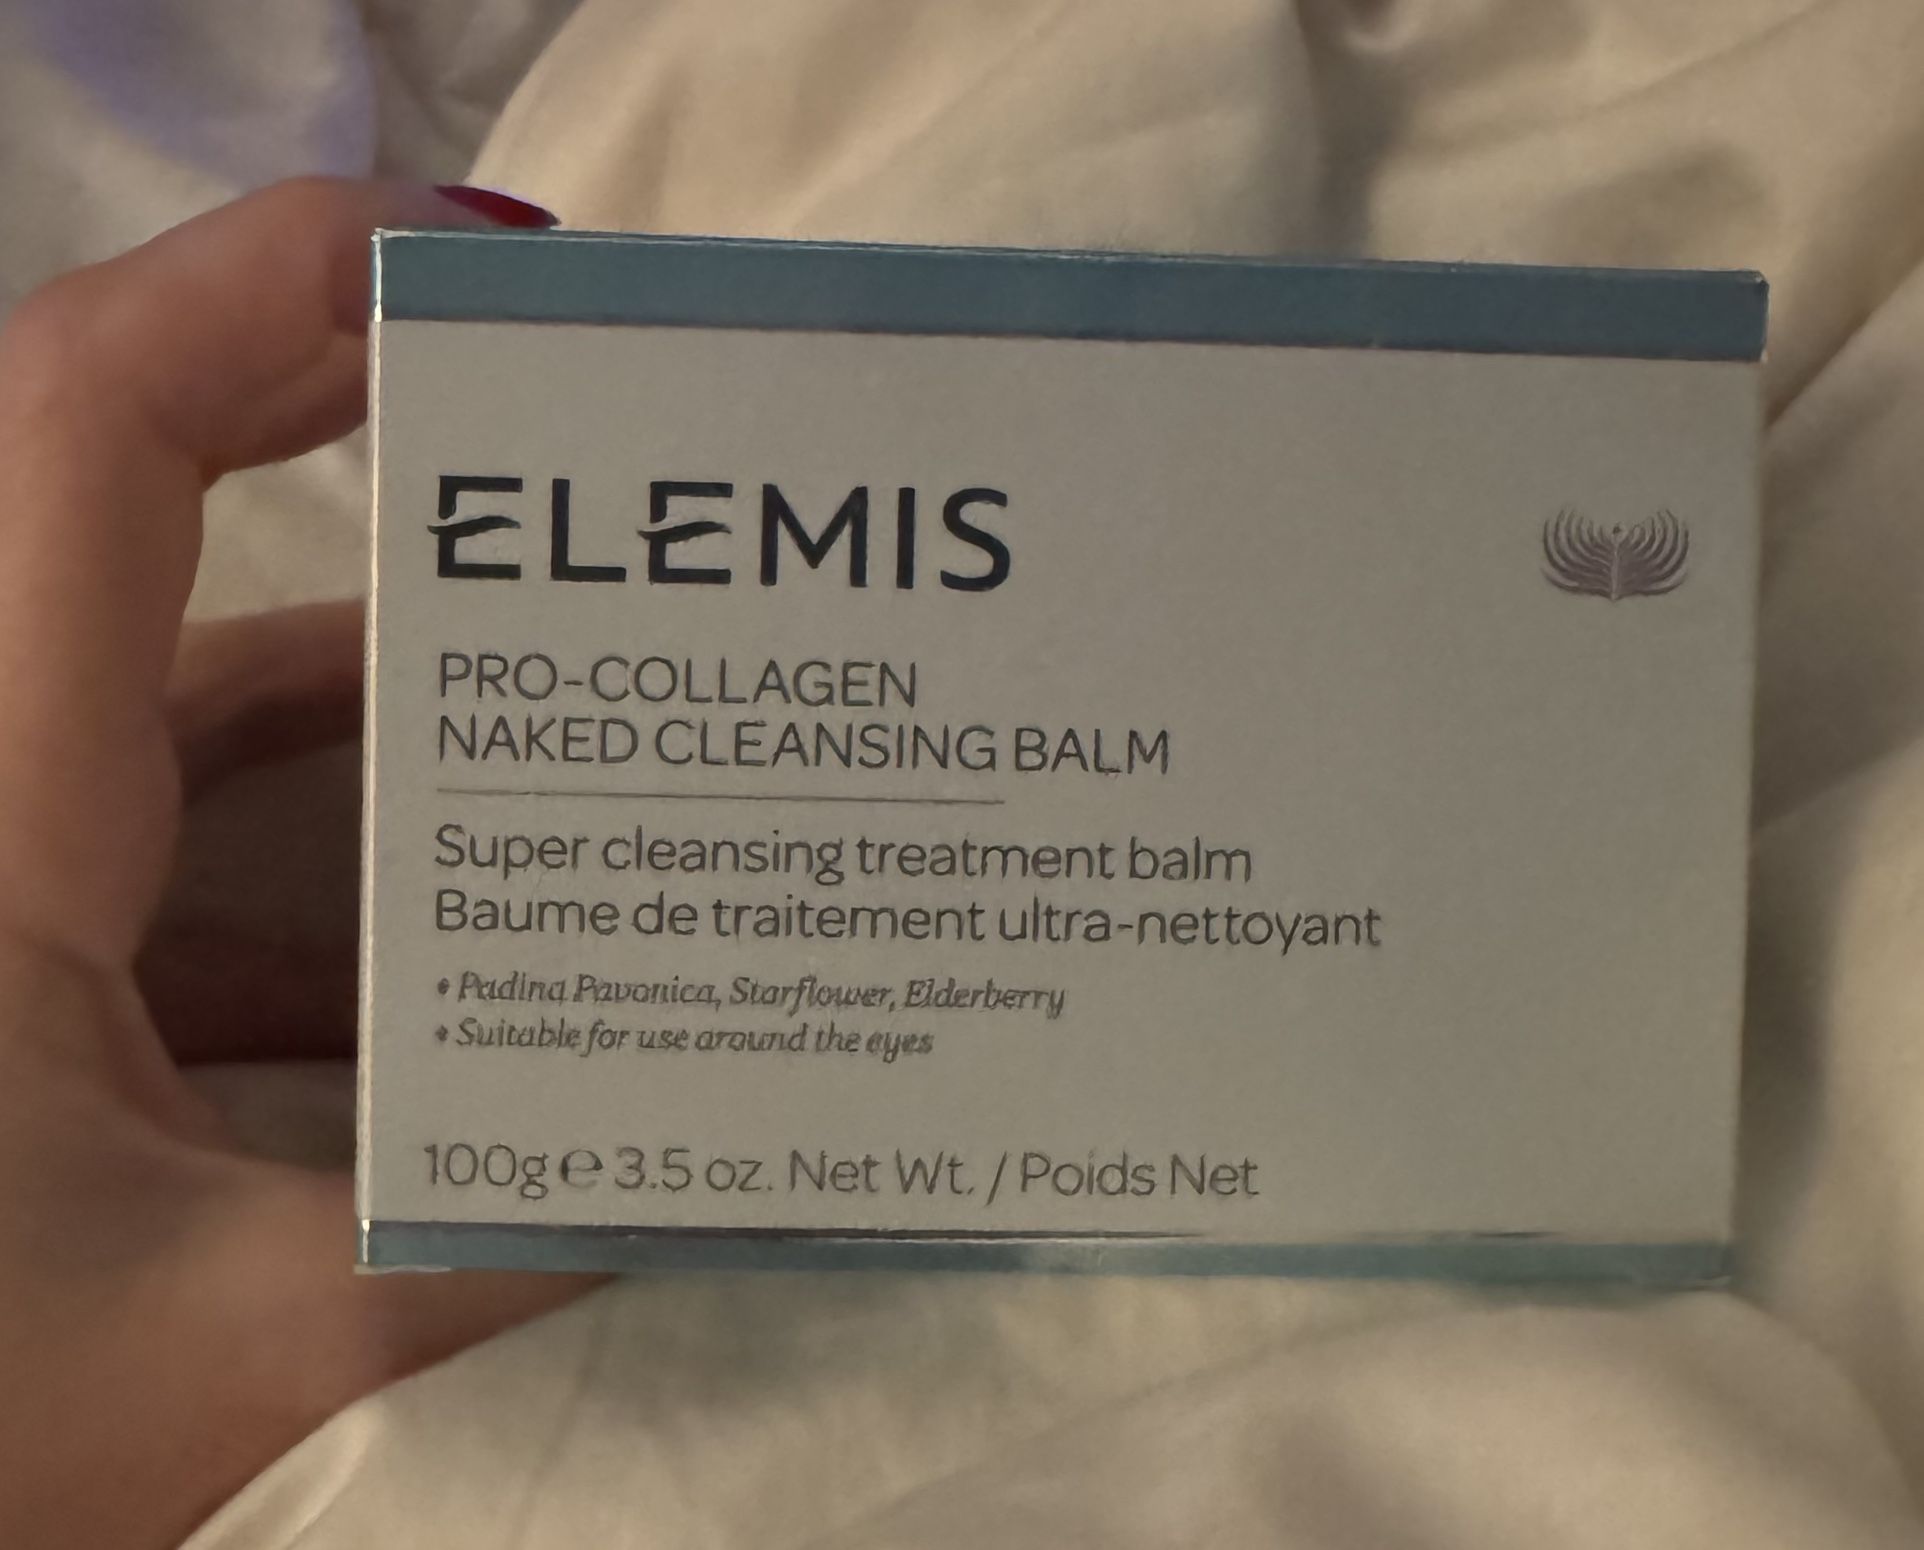 ELEMIS
PRO-COLLAGEN
NAKED CLEANSING BALM
Super cleansing treatment balm
Baume de traitement ultra-nettoyant
• Padina Pavonica, Starflower, Elderberry
• Suitable for use around the eyes
100g ℮ 3.5 oz. Net Wt. / Poids Net